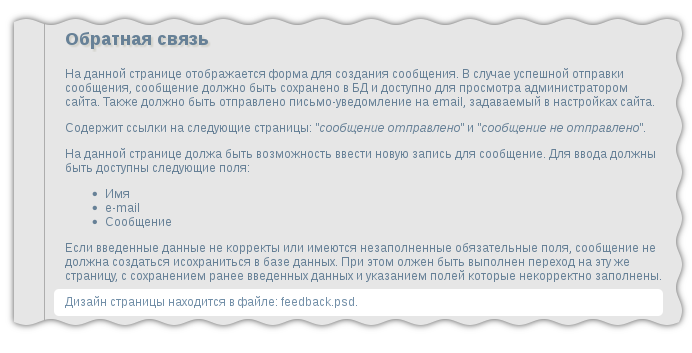 Обратная связь
На данной странице отображается форма для создания сообщения. В случае успешной отправки
сообщения, сообщение должно быть сохранено в БД и доступно для просмотра администратором
сайта. Также должно быть отправлено письмо-уведомление на email, задаваемый в настройках сайта.
Содержит ссылки на следующие страницы: "сообщение отправлено" и "сообщение не отправлено".
На данной странице должа быть возможность ввести новую запись для сообщение. Для ввода должны
быть доступны следующие поля:
• Имя
• e-mail
• Сообщение
Если введенные данные не корректы или имеются незаполненные обязательные поля, сообщение не
должна создаться исохраниться в базе данных. При этом олжен быть выполнен переход на эту же
страницу, с сохранением ранее введенных данных и указанием полей которые некорректно заполнены.
Дизайн страницы находится в файле: feedback.psd.